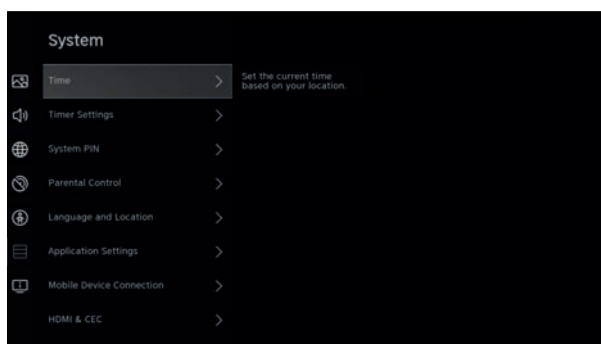 System
Time
Set the current time
based on your location.
Timer Settings
System PIN
Parental Control
Language and Location
Application Settings
Mobile Device Connection
HDMI & CEC